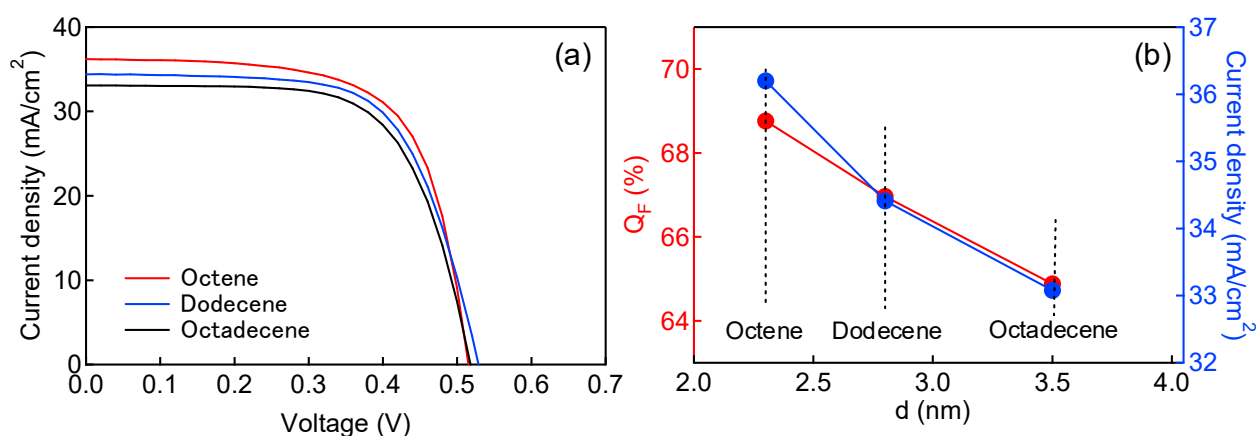 (a)
Current density (mA/cm²)
40
30
20
10
0
Octene
Dodecene
Octadecene
0.0 0.1 0.2 0.3 0.4 0.5 0.6 0.7
Voltage (V)
(b)
Q_F (%)
70
68
66
64
Octene Dodecene Octadecene
2.0 2.5 3.0 3.5 4.0
d (nm)
37
36
35
34
33
32
Current density (mA/cm²)